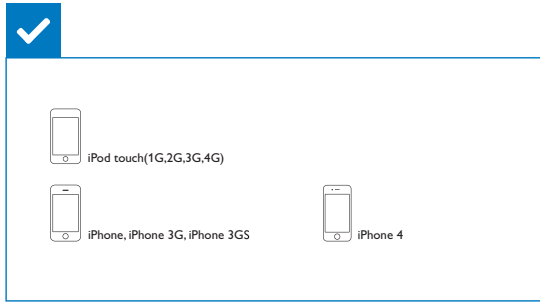 iPod touch(1G,2G,3G,4G)
iPhone, iPhone 3G, iPhone 3GS
iPhone 4